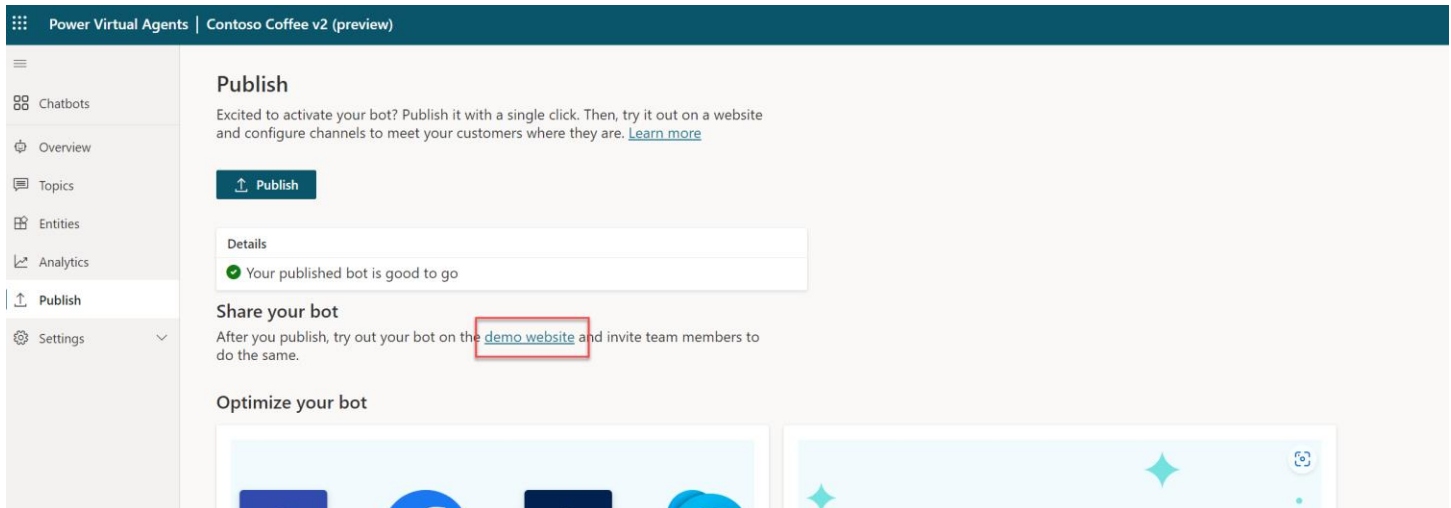 Power Virtual Agents | Contoso Coffee v2 (preview)
Chatbots
Overview
Topics
Entities
Analytics
Publish
Settings
Publish
Excited to activate your bot? Publish it with a single click. Then, try it out on a website
and configure channels to meet your customers where they are. Learn more
Publish
Details
Your published bot is good to go
Share your bot
After you publish, try out your bot on the demo website and invite team members to
do the same.
Optimize your bot